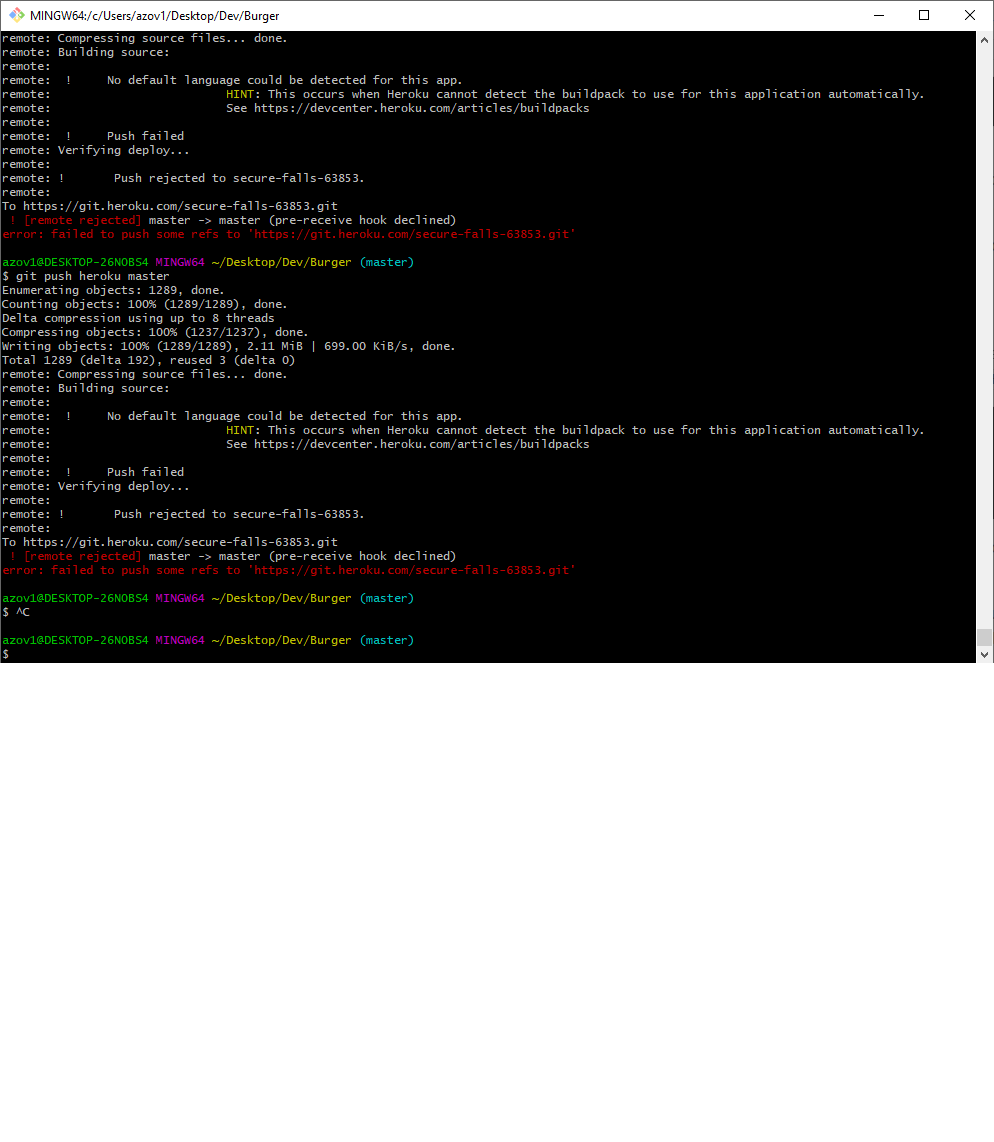 MINGW64:/c/Users/azov1/Desktop/Dev/Burger
remote: Compressing source files... done.
remote: Building source:
remote:
remote:  !     No default language could be detected for this app.
remote:                         HINT: This occurs when Heroku cannot detect the buildpack to use for this application automatically.
remote:                         See https://devcenter.heroku.com/articles/buildpacks
remote:
remote:  !     Push failed
remote: Verifying deploy...
remote:
remote: !       Push rejected to secure-falls-63853.
remote:
To https://git.heroku.com/secure-falls-63853.git
 ! [remote rejected] master -> master (pre-receive hook declined)
error: failed to push some refs to 'https://git.heroku.com/secure-falls-63853.git'

azov1@DESKTOP-26NOBS4 MINGW64 ~/Desktop/Dev/Burger (master)
$ git push heroku master
Enumerating objects: 1289, done.
Counting objects: 100% (1289/1289), done.
Delta compression using up to 8 threads
Compressing objects: 100% (1237/1237), done.
Writing objects: 100% (1289/1289), 2.11 MiB | 699.00 KiB/s, done.
Total 1289 (delta 192), reused 3 (delta 0)
remote: Compressing source files... done.
remote: Building source:
remote:
remote:  !     No default language could be detected for this app.
remote:                         HINT: This occurs when Heroku cannot detect the buildpack to use for this application automatically.
remote:                         See https://devcenter.heroku.com/articles/buildpacks
remote:
remote:  !     Push failed
remote: Verifying deploy...
remote:
remote: !       Push rejected to secure-falls-63853.
remote:
To https://git.heroku.com/secure-falls-63853.git
 ! [remote rejected] master -> master (pre-receive hook declined)
error: failed to push some refs to 'https://git.heroku.com/secure-falls-63853.git'

azov1@DESKTOP-26NOBS4 MINGW64 ~/Desktop/Dev/Burger (master)
$ ^C

azov1@DESKTOP-26NOBS4 MINGW64 ~/Desktop/Dev/Burger (master)
$